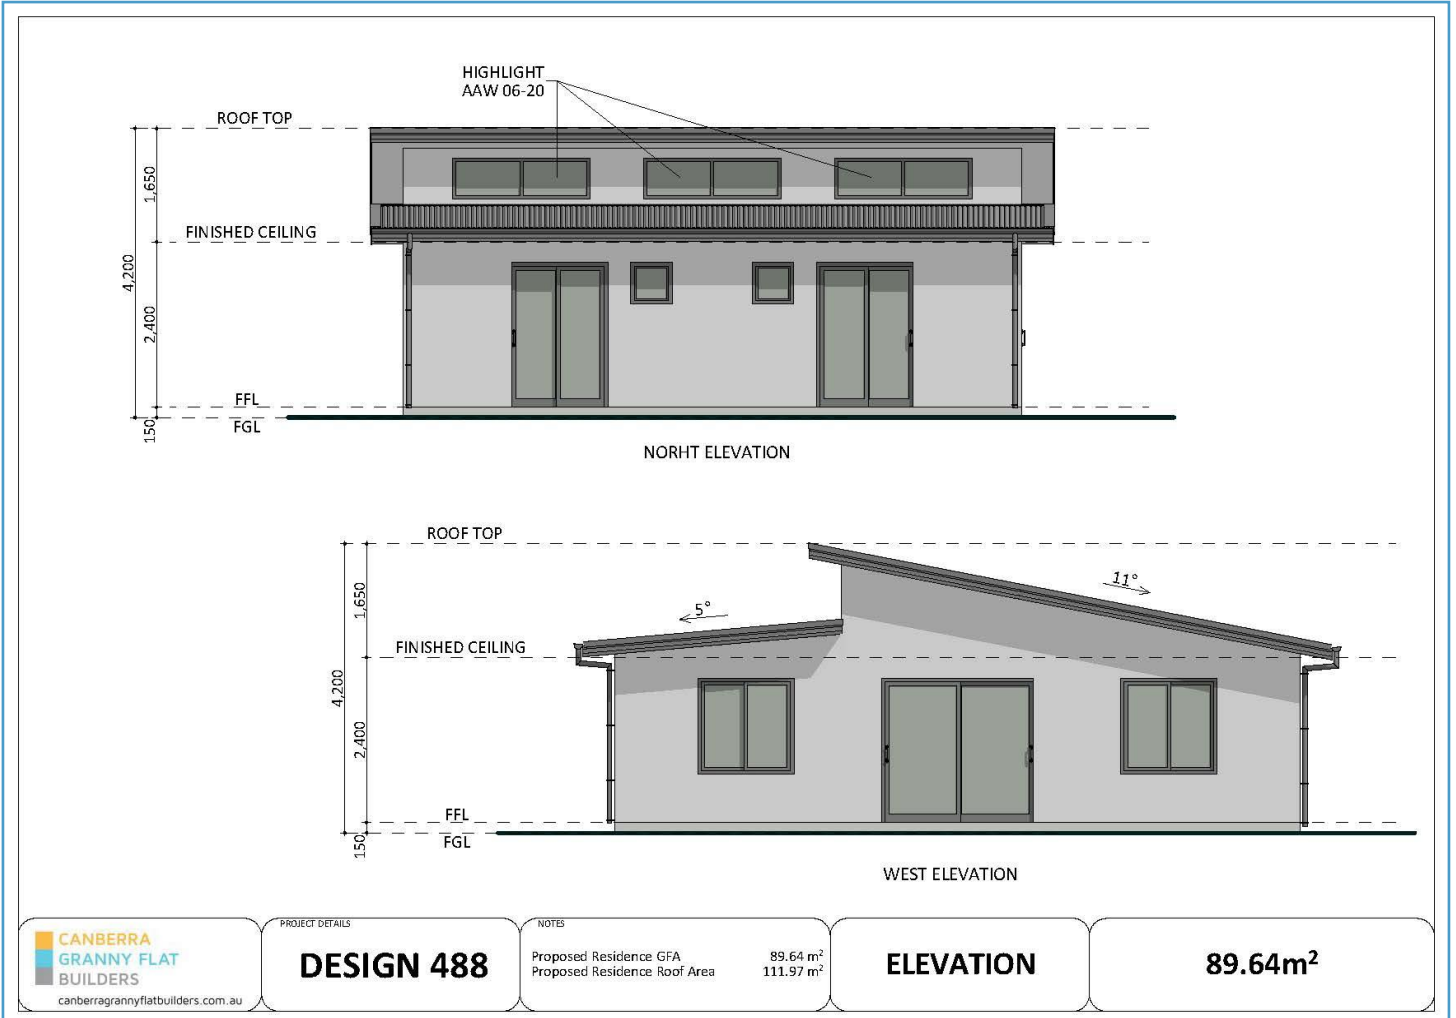 HIGHLIGHT
AAW 06-20
ROOF TOP
1,650
FINISHED CEILING
4,200
2,400
FFL
150
FGL
NORHT ELEVATION
ROOF TOP
11°
1,650
5°
FINISHED CEILING
4,200
2,400
FFL
150
FGL
WEST ELEVATION
CANBERRA
GRANNY FLAT
BUILDERS
canberragrannyflatbuilders.com.au
PROJECT DETAILS
DESIGN 488
NOTES
Proposed Residence GFA 89.64 m²
Proposed Residence Roof Area 111.97 m²
ELEVATION
89.64m²